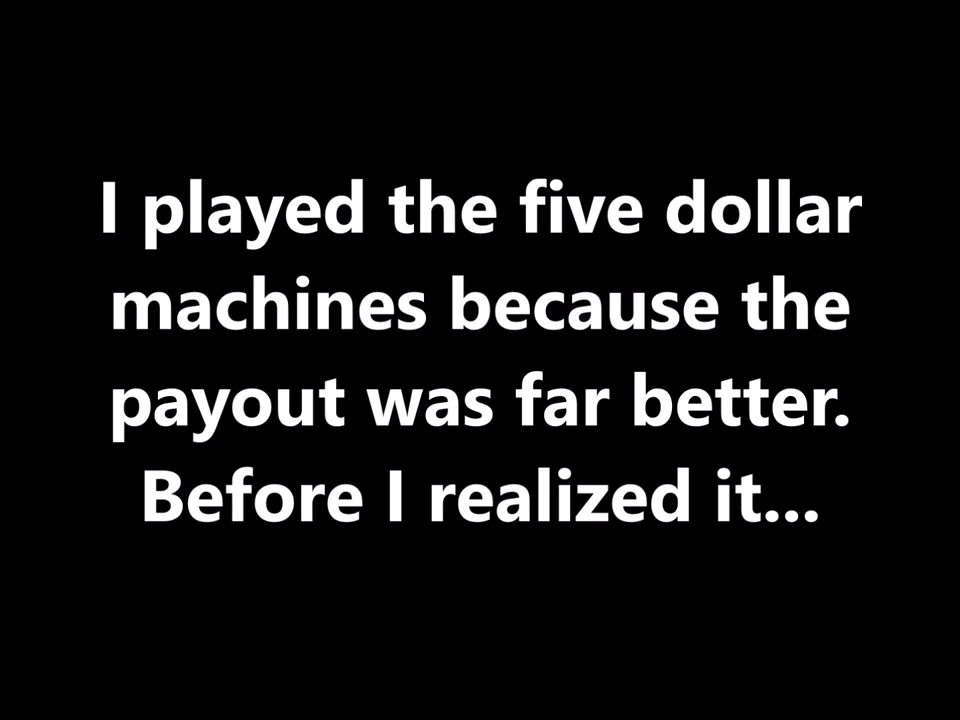 I played the five dollar
machines because the
payout was far better.
Before I realized it...